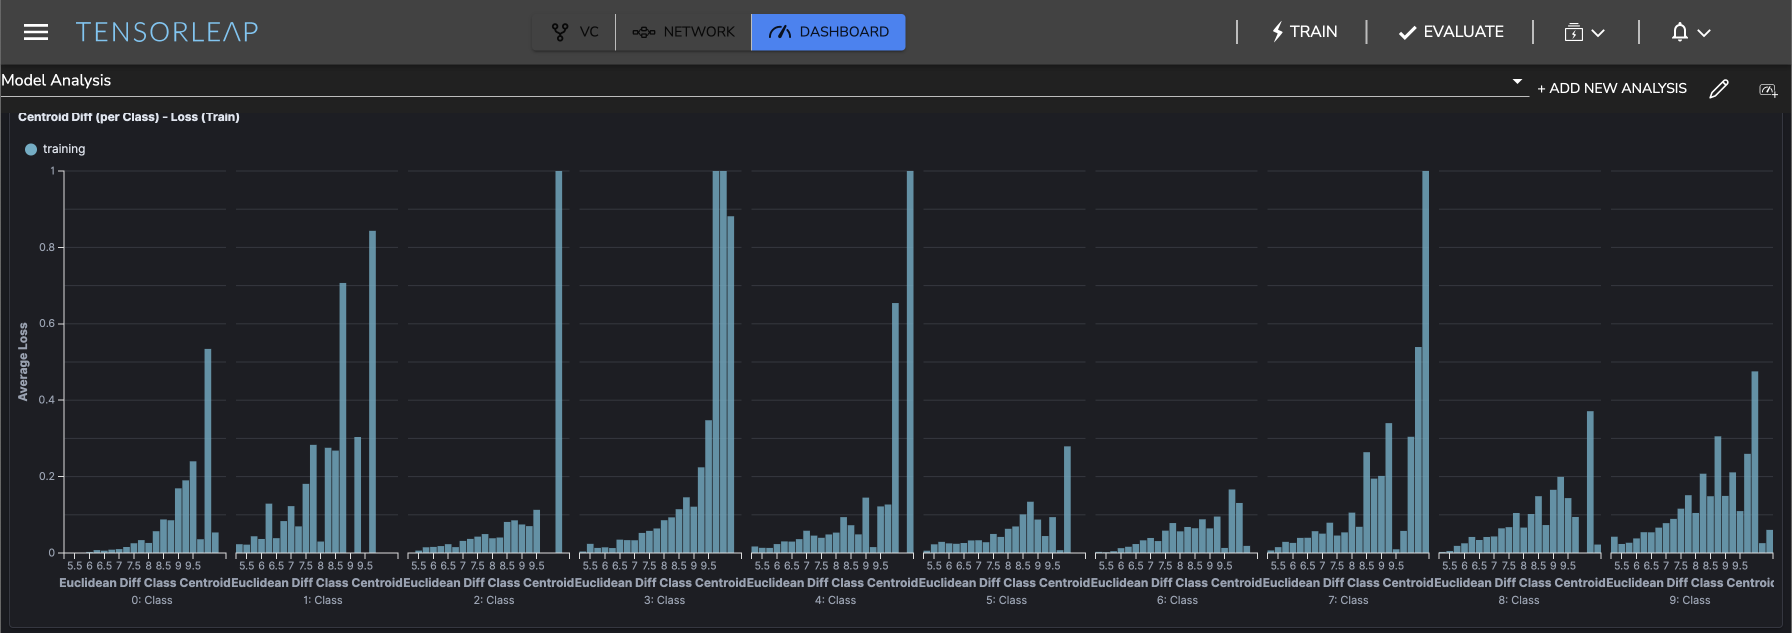 TENSORLEAP
VC
NETWORK
DASHBOARD
TRAIN
EVALUATE
Model Analysis
+ ADD NEW ANALYSIS
Centroid Diff (per Class) - Loss (Train)
training
Average Loss
1
0.8
0.6
0.4
0.2
0
5.5 6 6.5 7 7.5 8 8.5 9 9.5
5.5 6 6.5 7 7.5 8 8.5 9 9.5
5.5 6 6.5 7 7.5 8 8.5 9 9.5
5.5 6 6.5 7 7.5 8 8.5 9 9.5
5.5 6 6.5 7 7.5 8 8.5 9 9.5
5.5 6 6.5 7 7.5 8 8.5 9 9.5
5.5 6 6.5 7 7.5 8 8.5 9 9.5
5.5 6 6.5 7 7.5 8 8.5 9 9.5
5.5 6 6.5 7 7.5 8 8.5 9 9.5
5.5 6 6.5 7 7.5 8 8.5 9 9.5
Euclidean Diff Class Centroid
Euclidean Diff Class Centroid
Euclidean Diff Class Centroid
Euclidean Diff Class Centroid
Euclidean Diff Class Centroid
Euclidean Diff Class Centroid
Euclidean Diff Class Centroid
Euclidean Diff Class Centroid
Euclidean Diff Class Centroid
Euclidean Diff Class Centroid
0: Class
1: Class
2: Class
3: Class
4: Class
5: Class
6: Class
7: Class
8: Class
9: Class